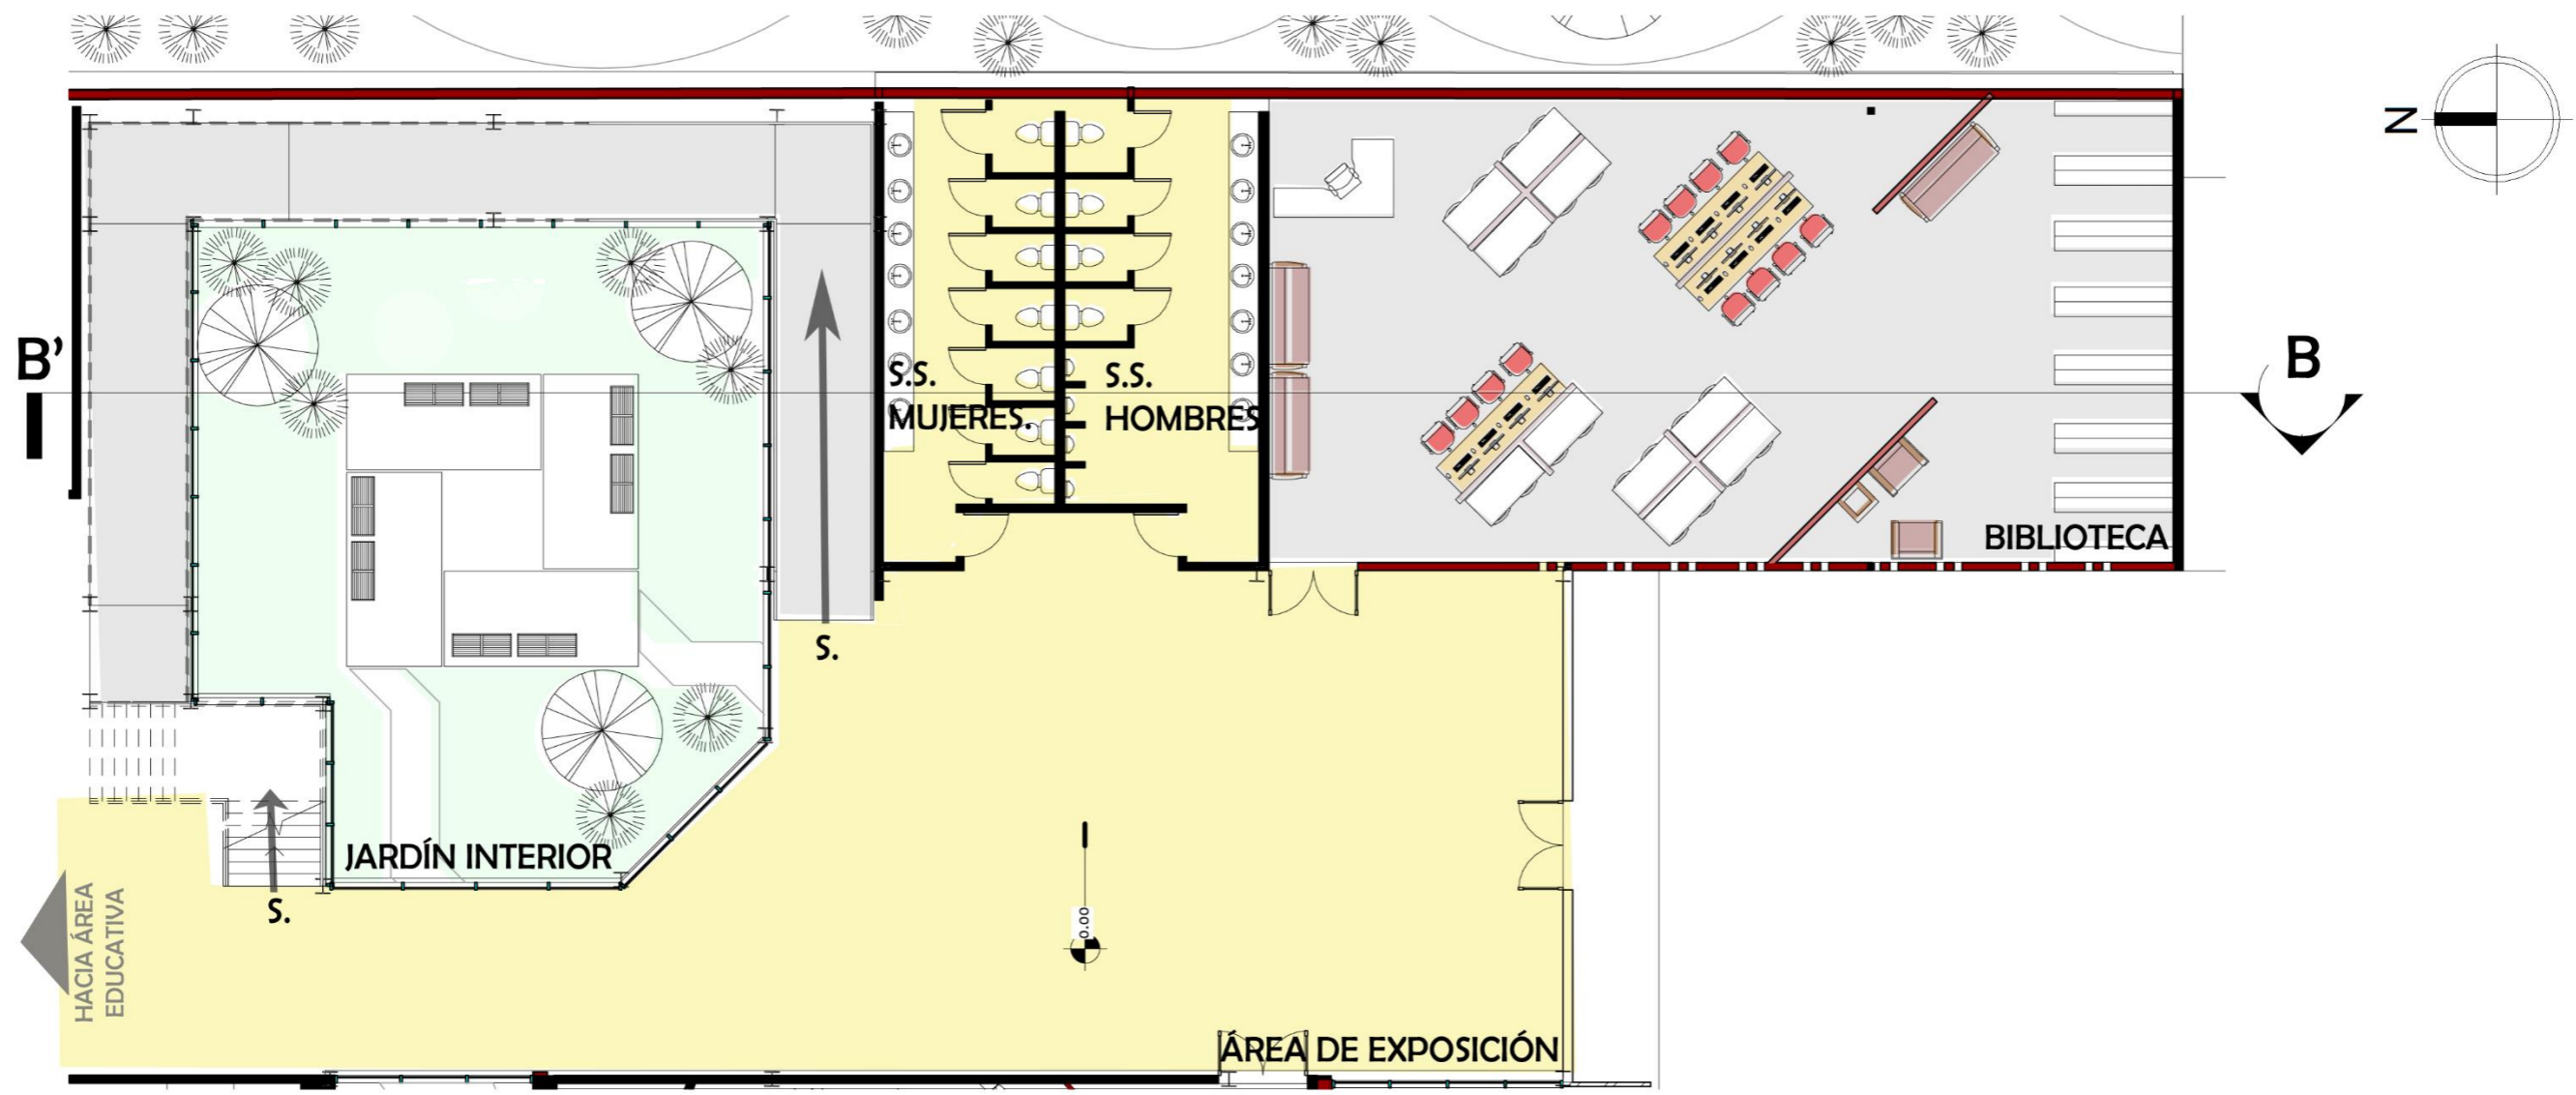 N
B’
B
S.S.
MUJERES.
S.S.
HOMBRES
BIBLIOTECA
S.
JARDÍN INTERIOR
S.
HACIA ÁREA
EDUCATIVA
0.00
ÁREA DE EXPOSICIÓN